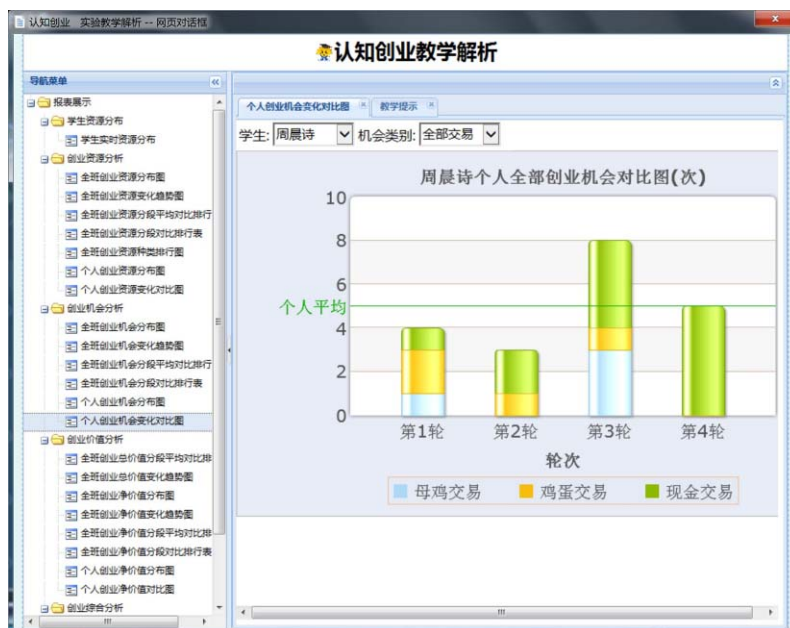 认知创业 实验教学解析 -- 网页对话框
认知创业教学解析
导航菜单
报表展示
学生资源分布
学生实时资源分布
创业资源分析
全班创业资源分布图
全班创业资源变化趋势图
全班创业资源分段平均对比排行
全班创业资源分段对比排行表
全班创业资源种类排行图
个人创业资源分布图
个人创业资源变化对比图
创业机会分析
全班创业机会分布图
全班创业机会变化趋势图
全班创业机会分段平均对比排行
全班创业机会分段对比排行表
个人创业机会分布图
个人创业机会变化对比图
创业价值分析
全班创业总价值分段平均对比排
全班创业总价值变化趋势图
全班创业净价值分布图
全班创业净价值变化趋势图
全班创业净价值分段平均对比排
全班创业净价值分段对比排行表
个人创业净价值分布图
个人创业净价值对比图
创业综合分析
个人创业机会变化对比图 教学提示
学生: 周晨诗 机会类别: 全部交易
周晨诗个人全部创业机会对比图(次)
10
8
6
个人平均
4
2
0
第1轮 第2轮 第3轮 第4轮
轮次
母鸡交易 鸡蛋交易 现金交易